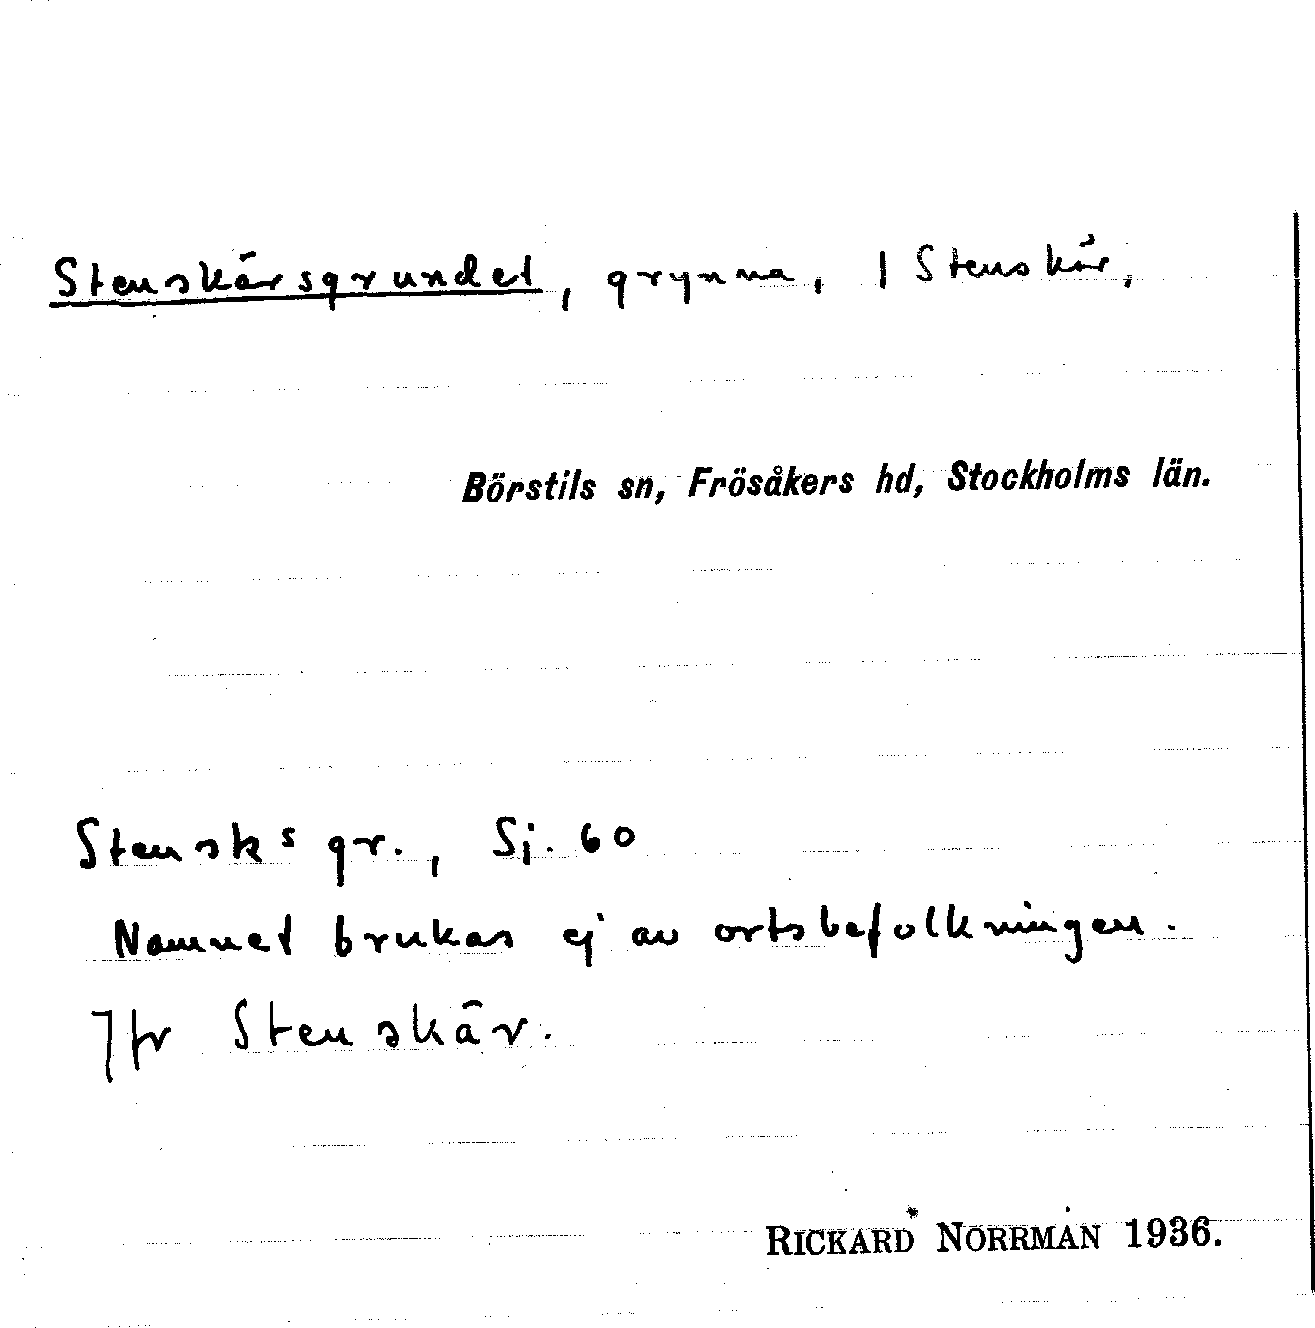 Stenskärsgrundet, grynna, / Stenskär,
Börstils sn, Frösåkers hd, Stockholms län.
Stensks gr., Sj. 60
Namnet brukas ej av ortsbefolkningen.
Jfr Stenskär.
RICKARD NORRMAN 1936.